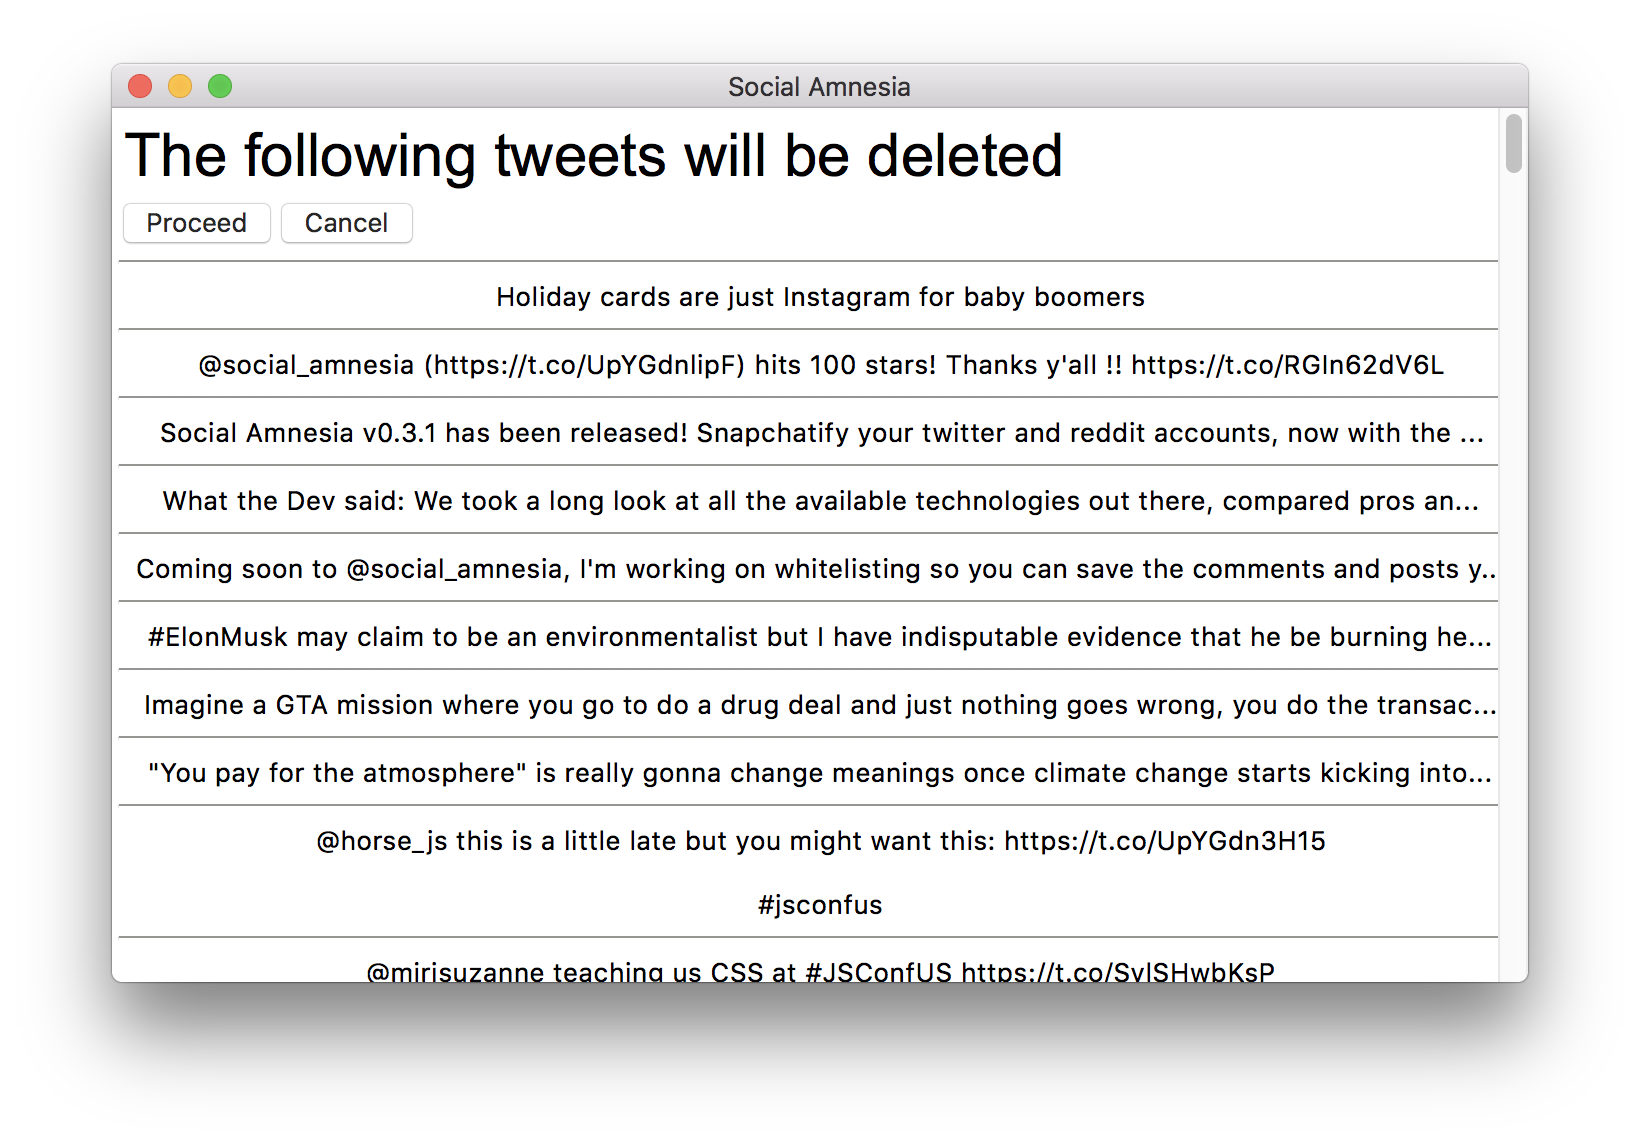 Social Amnesia
The following tweets will be deleted
Proceed Cancel
Holiday cards are just Instagram for baby boomers
@social_amnesia (https://t.co/UpYGdnlipF) hits 100 stars! Thanks y'all !! https://t.co/RGIn62dV6L
Social Amnesia v0.3.1 has been released! Snapchatify your twitter and reddit accounts, now with the ...
What the Dev said: We took a long look at all the available technologies out there, compared pros an...
Coming soon to @social_amnesia, I'm working on whitelisting so you can save the comments and posts y..
#ElonMusk may claim to be an environmentalist but I have indisputable evidence that he be burning he...
Imagine a GTA mission where you go to do a drug deal and just nothing goes wrong, you do the transac...
"You pay for the atmosphere" is really gonna change meanings once climate change starts kicking into...
@horse_js this is a little late but you might want this: https://t.co/UpYGdn3H15
#jsconfus
@mirisuzanne teaching us CSS at #JSConfUS https://t.co/SvlSHwbKsP